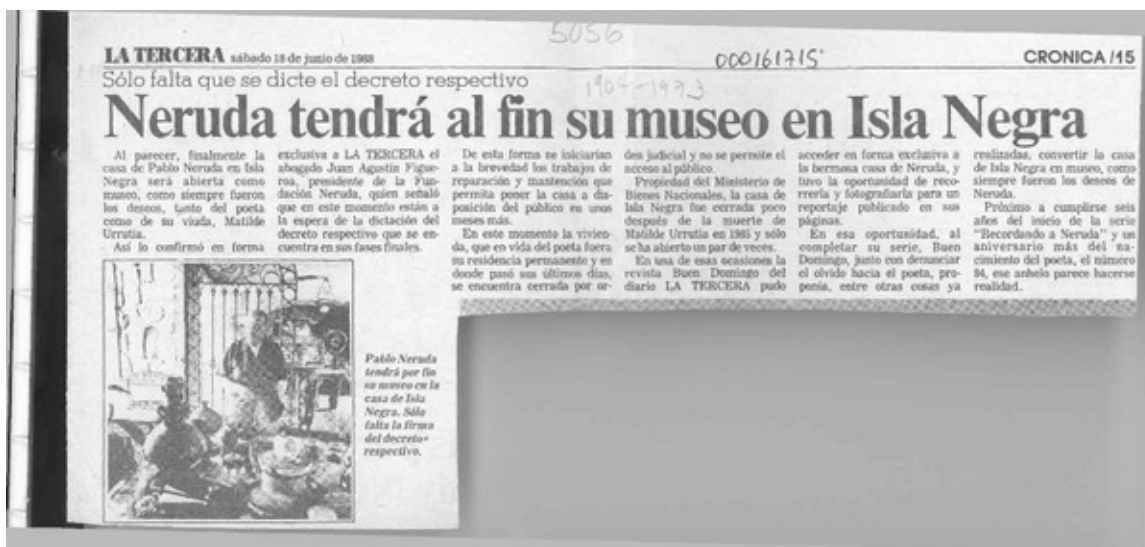 5056
LA TERCERA sábado 18 de junio de 1988
000161715
CRONICA/15
Sólo falta que se dicte el decreto respectivo
1904-1973
Neruda tendrá al fin su museo en Isla Negra
Al parecer, finalmente la
casa de Pablo Neruda en Isla
Negra será abierta como
museo, como siempre fueron
los deseos, tanto del poeta
como de su viuda, Matilde
Urrutia.
Así lo confirmó en forma
exclusiva a LA TERCERA el
abogado Juan Agustín Figue-
roa, presidente de la Fun-
dación Neruda, quien señaló
que en este momento están a
la espera de la dictación del
decreto respectivo que se en-
cuentra en sus fases finales.
De esta forma se iniciarían
a la brevedad los trabajos de
reparación y mantención que
permita poner la casa a dis-
posición del público en unos
meses más.
En este momento la vivien-
da, que en vida del poeta fuera
su residencia permanente y en
donde pasó sus últimos días,
se encuentra cerrada por or-
den judicial y no se permite el
acceso al público.
Propiedad del Ministerio de
Bienes Nacionales, la casa de
Isla Negra fue cerrada poco
después de la muerte de
Matilde Urrutia en 1985 y sólo
se ha abierto un par de veces.
En una de esas ocasiones la
revista Buen Domingo del
diario LA TERCERA pudo
acceder en forma exclusiva a
la hermosa casa de Neruda, y
tuvo la oportunidad de reco-
rrerla y fotografiarla para un
reportaje publicado en sus
páginas.
En esa oportunidad, al
completar su serie, Buen
Domingo, junto con denunciar
el olvido hacia el poeta, pro-
ponía, entre otras cosas ya
realizadas, convertir la casa
de Isla Negra en museo, como
siempre fueron los deseos de
Neruda.
Próximo a cumplirse seis
años del inicio de la serie
"Recordando a Neruda" y un
aniversario más del na-
cimiento del poeta, el número
84, ese anhelo parece hacerse
realidad.
Pablo Neruda
tendrá por fin
su museo en la
casa de Isla
Negra. Sólo
falta la firma
del decreto
respectivo.